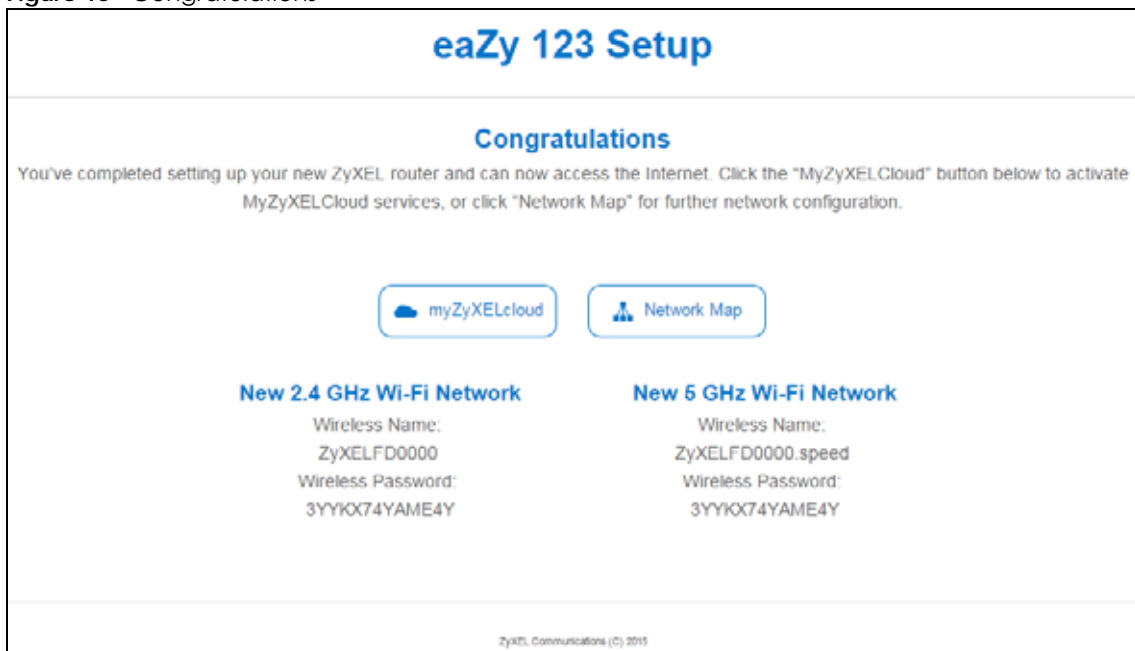 eaZy 123 Setup
Congratulations
You've completed setting up your new ZyXEL router and can now access the Internet. Click the "MyZyXELCloud" button below to activate
MyZyXELCloud services, or click "Network Map" for further network configuration.
myZyXELcloud
Network Map
New 2.4 GHz Wi-Fi Network
Wireless Name:
ZyXELFD0000
Wireless Password:
3YYKX74YAME4Y
New 5 GHz Wi-Fi Network
Wireless Name:
ZyXELFD0000.speed
Wireless Password:
3YYKX74YAME4Y
ZyXEL Communications (C) 2015